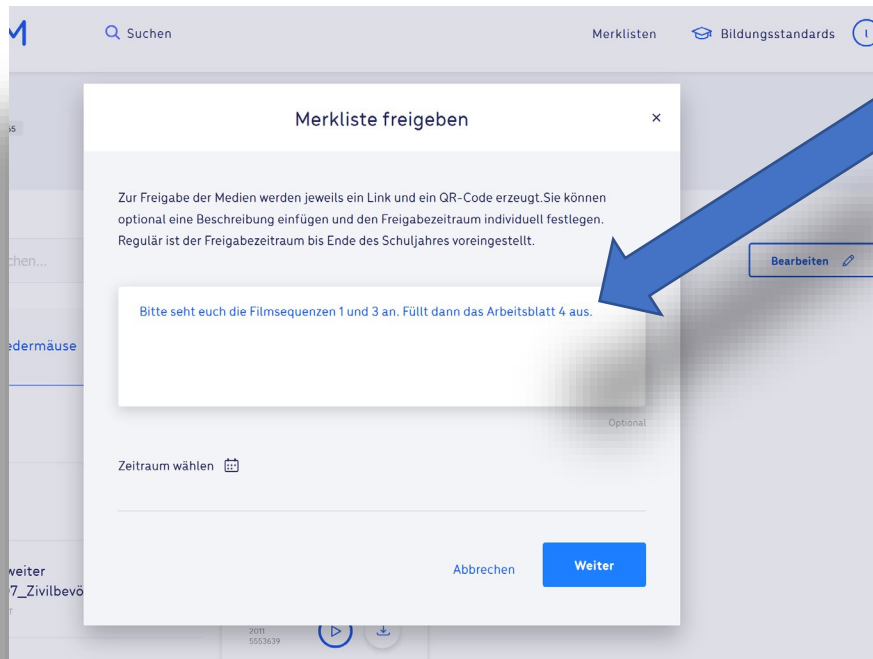 Suchen
Merklisten
Bildungsstandards
Merkliste freigeben
Zur Freigabe der Medien werden jeweils ein Link und ein QR-Code erzeugt.Sie können
optional eine Beschreibung einfügen und den Freigabezeitraum individuell festlegen.
Regulär ist der Freigabezeitraum bis Ende des Schuljahres voreingestellt.
chen...
Bearbeiten
Bitte seht euch die Filmsequenzen 1 und 3 an. Füllt dann das Arbeitsblatt 4 aus.
edermäuse
Optional
Zeitraum wählen
Abbrechen
Weiter
weiter
7_Zivilbevö
2011
5553639